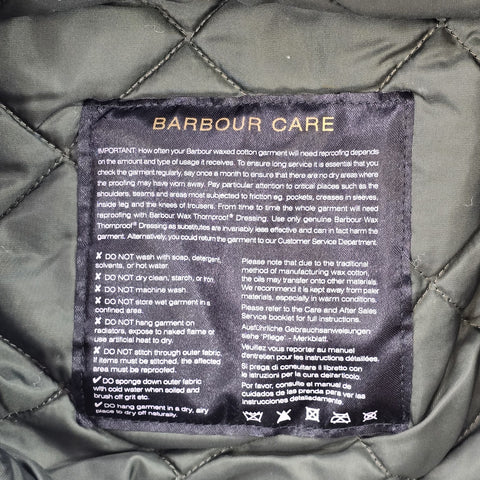 BARBOUR CARE
IMPORTANT: How often your Barbour waxed cotton garment will need reproofing depends
on the amount and type of usage it receives. To ensure long service it is essential that you
check the garment regularly, say once a month to ensure that there are no dry areas where
the proofing may have worn away. Pay particular attention to critical places such as the
shoulders, seams and areas most subjected to friction eg. pockets, creases in sleeves,
inside leg and the knees of trousers. From time to time the whole garment will need
reproofing with Barbour Wax Thornproof® Dressing. Use only genuine Barbour Wax
Thornproof® Dressing as substitutes are invariably less effective and can in fact harm the
garment. Alternatively, you could return the garment to our Customer Service Department.
✘ DO NOT wash with soap, detergent,
solvents, or hot water.
✘ DO NOT dry clean, starch, or iron.
✘ DO NOT machine wash.
✘ DO NOT store wet garment in a
confined area.
✘ DO NOT hang garment on
radiators, expose to naked flame or
use artificial heat to dry.
✘ DO NOT stitch through outer fabric.
If items must be stitched, the affected
area must be reproofed.
✔ DO sponge down outer fabric
with cold water when soiled and
brush off grit etc.
✔ DO hang garment in a dry, airy
place to dry off naturally.
Please note that due to the traditional
method of manufacturing wax cotton,
the oils may transfer onto other materials.
We recommend it is kept away from paler
materials, especially in warm conditions.
Please refer to the Care and After Sales
Service booklet for full instructions.
Ausführliche Gebrauchsanweisungen
siehe 'Pflege' - Merkblatt.
Veuillez vous reporter au manuel
d'entretien pour les instructions détaillées.
Si prega di consultare il libretto con
le istruzioni per la cura dell'articolo.
Por favor, consultar el manual de
cuidados de las prenda para ver las
instrucciones detalladamente.